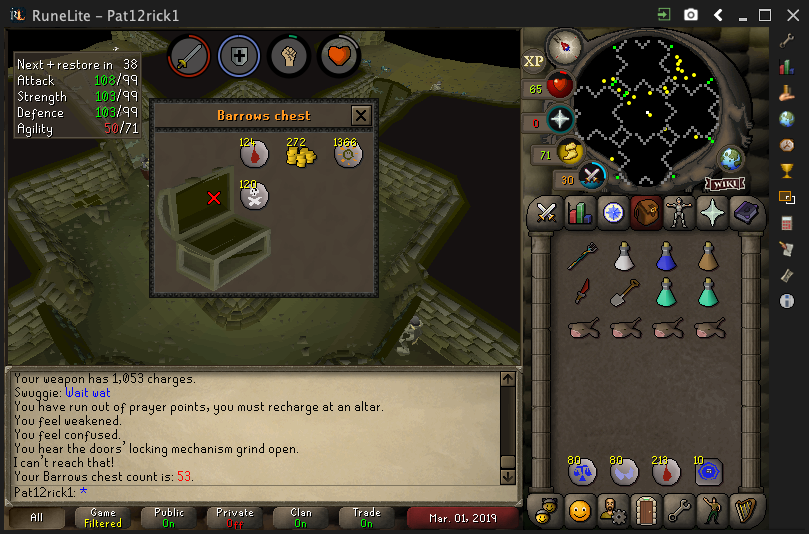 RuneLite - Pat12rick1
Next + restore in 38
Attack 108/99
Strength 103/99
Defence 103/99
Agility 50/71
Barrows chest
124
272
1366
120
XP
65
0
71
30
WIKI
80
80
213
10
Your weapon has 1,053 charges.
Swuggie: Wait wat
You have run out of prayer points, you must recharge at an altar.
You feel weakened.
You feel confused.
You hear the doors' locking mechanism grind open.
I can't reach that!
Your Barrows chest count is: 53.
Pat12rick1: *
All
Game
Filtered
Public
On
Private
Off
Clan
On
Trade
On
Mar. 01, 2019